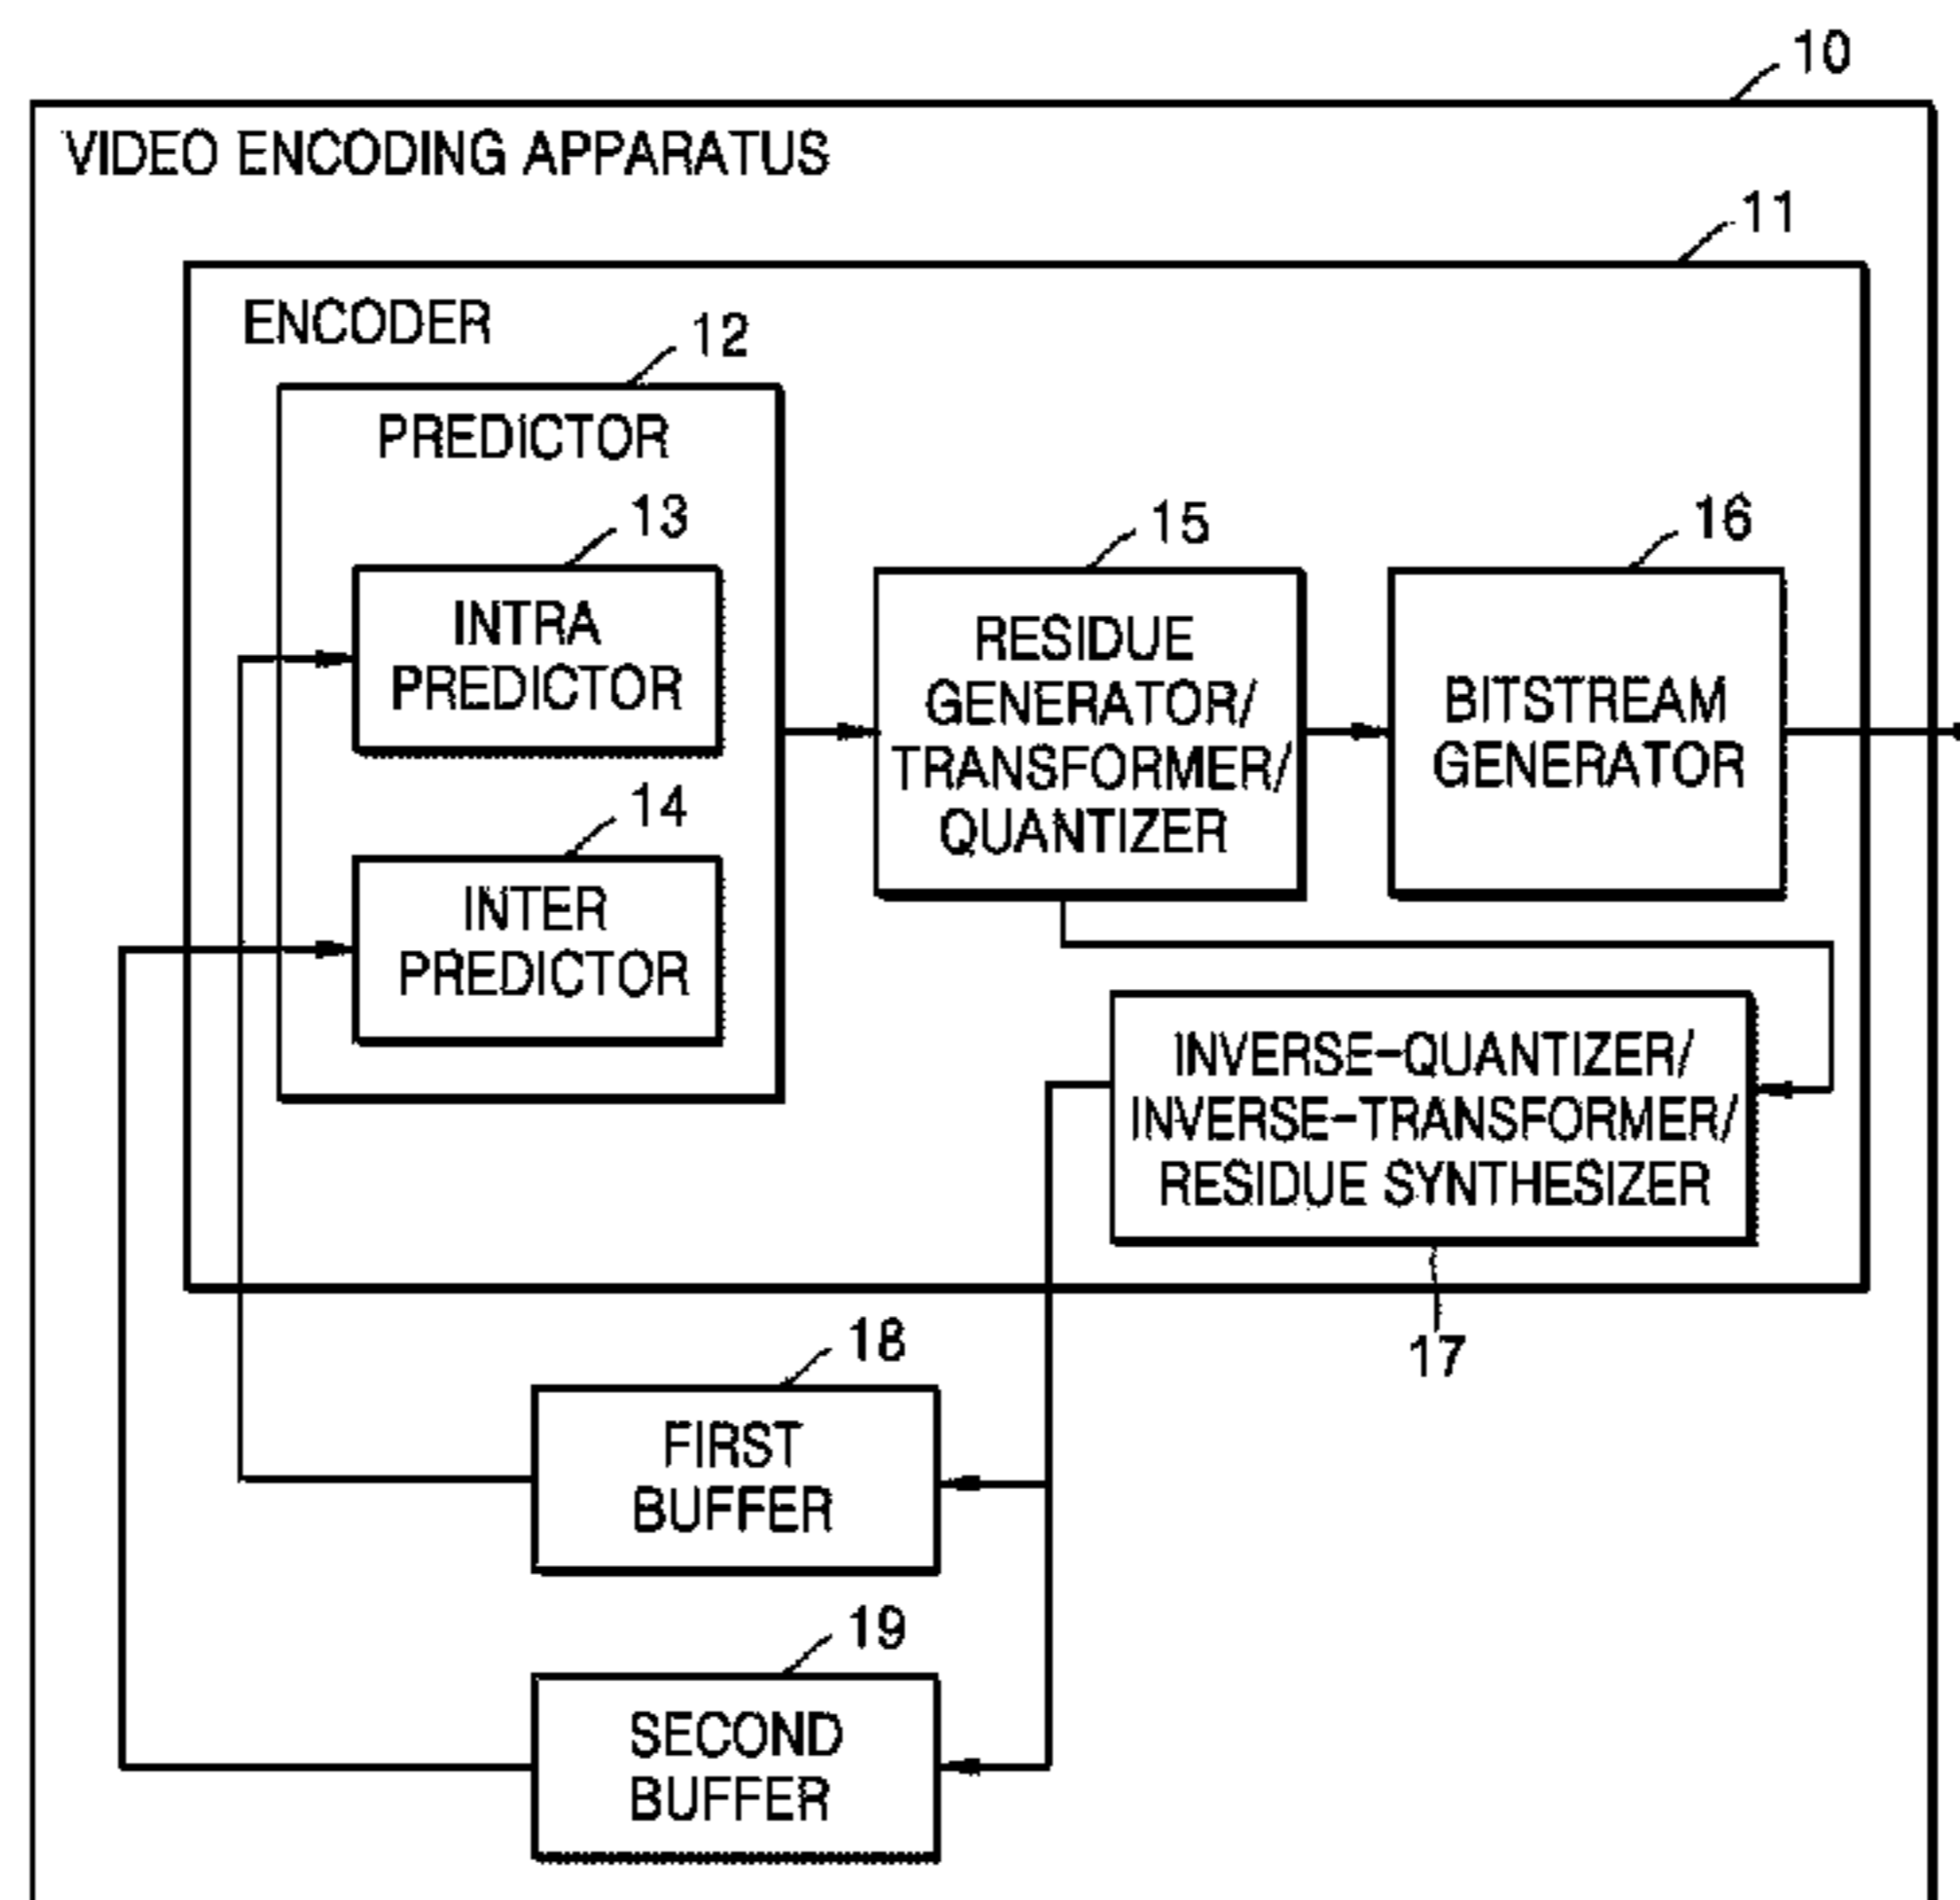 10
VIDEO ENCODING APPARATUS
11
ENCODER
12
PREDICTOR
13
INTRA
PREDICTOR
14
INTER
PREDICTOR
15
RESIDUE
GENERATOR/
TRANSFORMER/
QUANTIZER
16
BITSTREAM
GENERATOR
INVERSE-QUANTIZER/
INVERSE-TRANSFORMER/
RESIDUE SYNTHESIZER
17
18
FIRST
BUFFER
19
SECOND
BUFFER